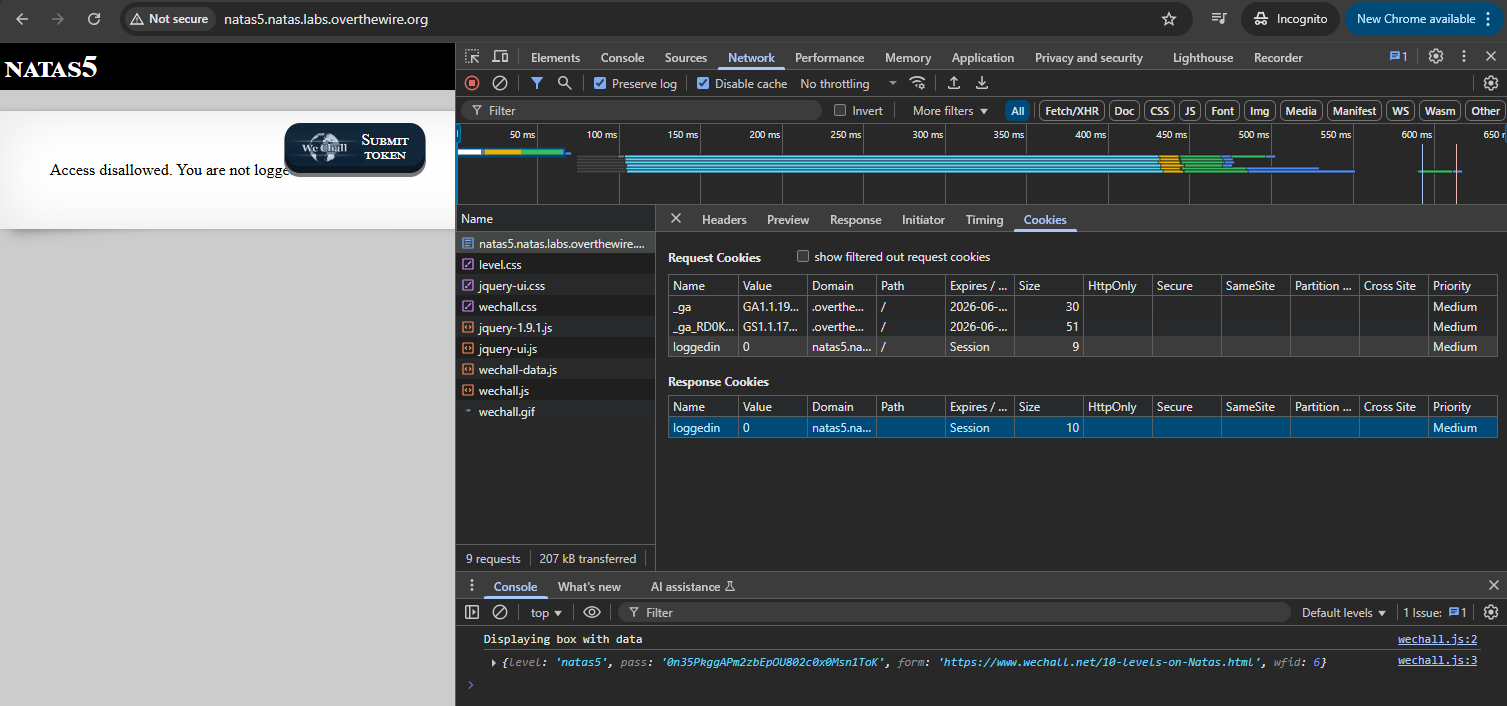 Not secure natas5.natas.labs.overthewire.org Incognito New Chrome available
NATAS5
We Chall SUBMIT TOKEN
Access disallowed. You are not logge
Elements Console Sources Network Performance Memory Application Privacy and security Lighthouse Recorder 1
Preserve log Disable cache No throttling
Filter Invert More filters All Fetch/XHR Doc CSS JS Font Img Media Manifest WS Wasm Other
50 ms 100 ms 150 ms 200 ms 250 ms 300 ms 350 ms 400 ms 450 ms 500 ms 550 ms 600 ms 650 r
Name
natas5.natas.labs.overthewire....
level.css
jquery-ui.css
wechall.css
jquery-1.9.1.js
jquery-ui.js
wechall-data.js
wechall.js
wechall.gif
9 requests 207 kB transferred
Headers Preview Response Initiator Timing Cookies
Request Cookies show filtered out request cookies
Name Value Domain Path Expires / ... Size HttpOnly Secure SameSite Partition ... Cross Site Priority
_ga GA1.1.19... .overthe... / 2026-06-... 30 Medium
_ga_RD0K... GS1.1.17... .overthe... / 2026-06-... 51 Medium
loggedin 0 natas5.na... / Session 9 Medium
Response Cookies
Name Value Domain Path Expires / ... Size HttpOnly Secure SameSite Partition ... Cross Site Priority
loggedin 0 natas5.na... Session 10 Medium
Console What's new AI assistance
top Filter Default levels 1 Issue: 1
Displaying box with data wechall.js:2
{level: 'natas5', pass: '0n35PkggAPm2zbEpOU802c0x0Msn1ToK', form: 'https://www.wechall.net/10-levels-on-Natas.html', wfid: 6} wechall.js:3